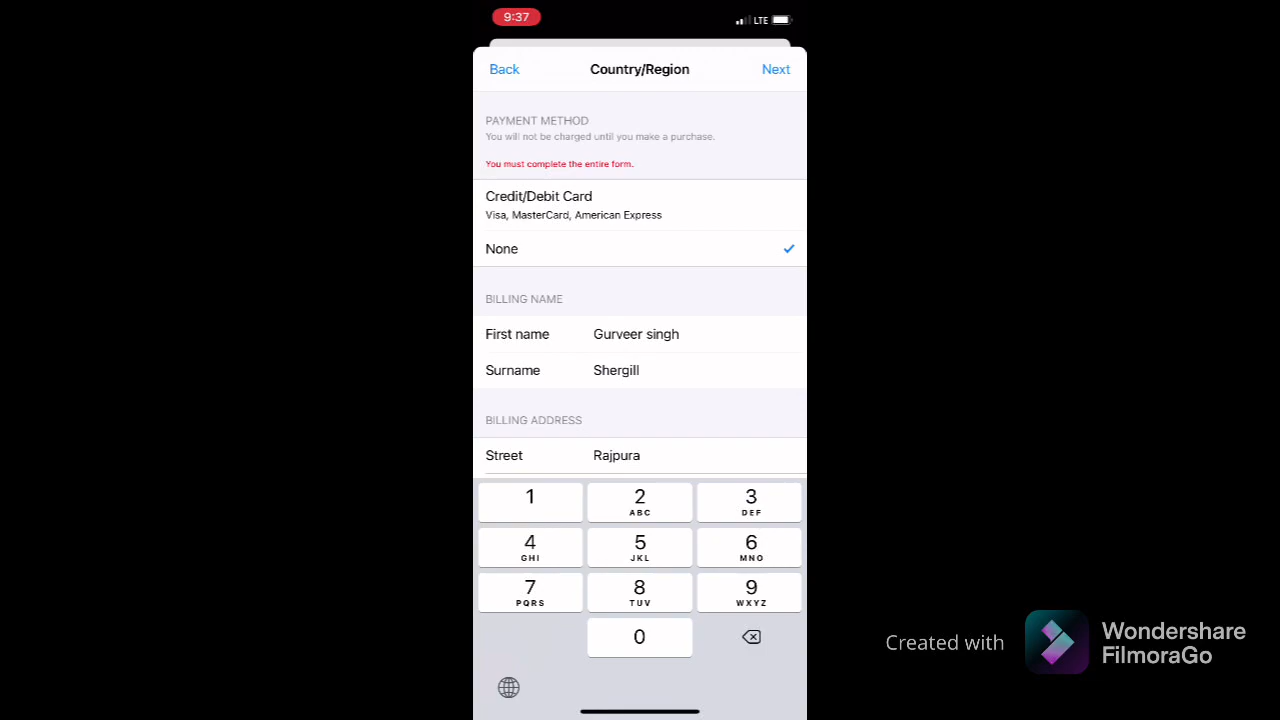 9:37
LTE
Back Country/Region Next
PAYMENT METHOD
You will not be charged until you make a purchase.
You must complete the entire form.
Credit/Debit Card
Visa, MasterCard, American Express
None
BILLING NAME
First name Gurveer singh
Surname Shergill
BILLING ADDRESS
Street Rajpura
1 2 3
ABC DEF
4 5 6
GHI JKL MNO
7 8 9
PQRS TUV WXYZ
0
Created with Wondershare
FilmoraGo